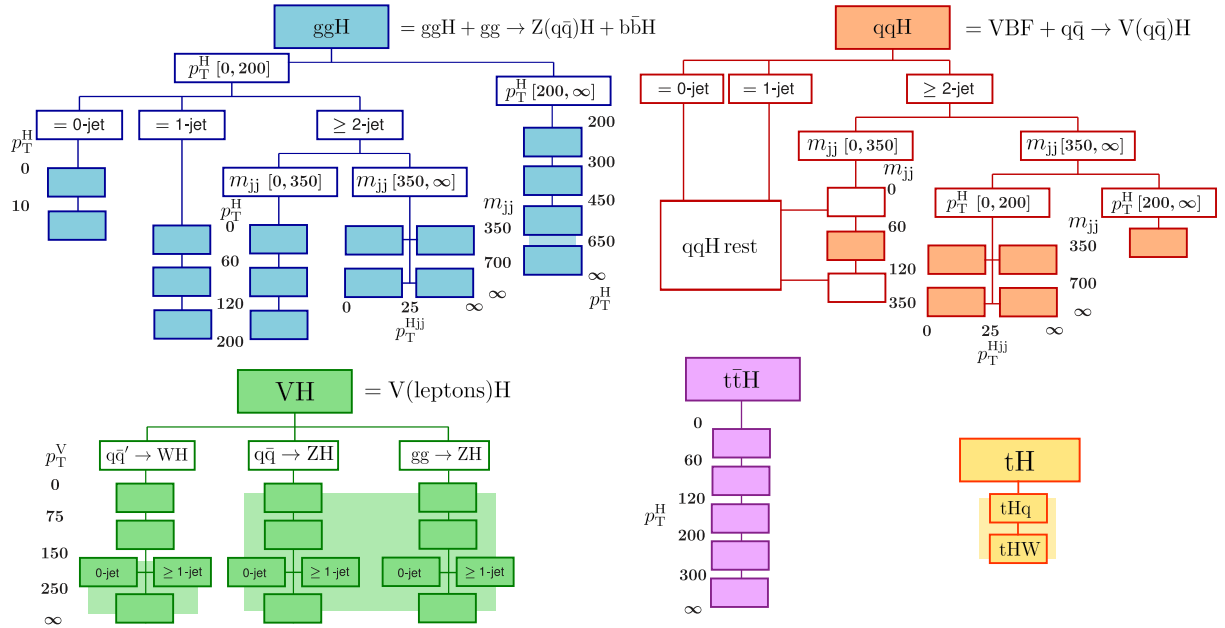 ggH = ggH + gg → Z(qq̄)H + bb̄H
p_T^H [0, 200]
p_T^H [200, ∞]
= 0-jet = 1-jet ≥ 2-jet
p_T^H
0
10
m_jj [0, 350] m_jj [350, ∞]
p_T^H
0
60
120
200
m_jj
350
700
∞
0 25 ∞
p_T^Hjj
200
300
450
650
∞
p_T^H
qqH = VBF + qq̄ → V(qq̄)H
= 0-jet = 1-jet ≥ 2-jet
m_jj [0, 350] m_jj [350, ∞]
m_jj
0
60
120
350
qqH rest
p_T^H [0, 200] p_T^H [200, ∞]
m_jj
350
700
∞
0 25 ∞
p_T^Hjj
VH = V(leptons)H
qq̄′ → WH qq̄ → ZH gg → ZH
p_T^V
0
75
150
250
∞
0-jet ≥ 1-jet 0-jet ≥ 1-jet 0-jet ≥ 1-jet
tt̄H
0
60
120
200
300
∞
p_T^H
tH
tHq
tHW